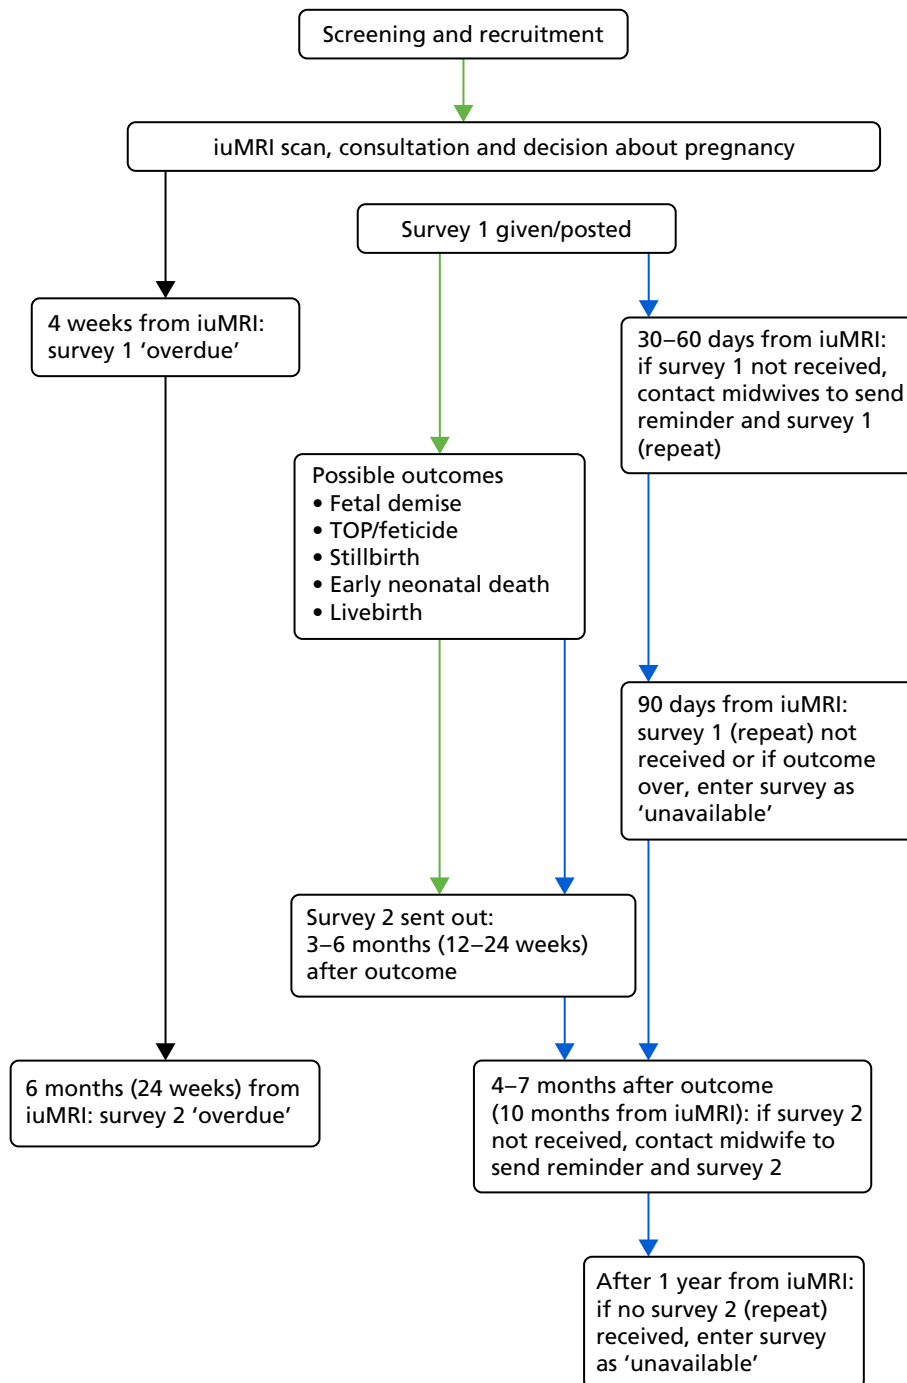 Screening and recruitment
iuMRI scan, consultation and decision about pregnancy
Survey 1 given/posted
4 weeks from iuMRI:
survey 1 ‘overdue’
30–60 days from iuMRI:
if survey 1 not received,
contact midwives to send
reminder and survey 1
(repeat)
Possible outcomes
• Fetal demise
• TOP/feticide
• Stillbirth
• Early neonatal death
• Livebirth
90 days from iuMRI:
survey 1 (repeat) not
received or if outcome
over, enter survey as
‘unavailable’
Survey 2 sent out:
3–6 months (12–24 weeks)
after outcome
6 months (24 weeks) from
iuMRI: survey 2 ‘overdue’
4–7 months after outcome
(10 months from iuMRI): if survey 2
not received, contact midwife to
send reminder and survey 2
After 1 year from iuMRI:
if no survey 2 (repeat)
received, enter survey
as ‘unavailable’